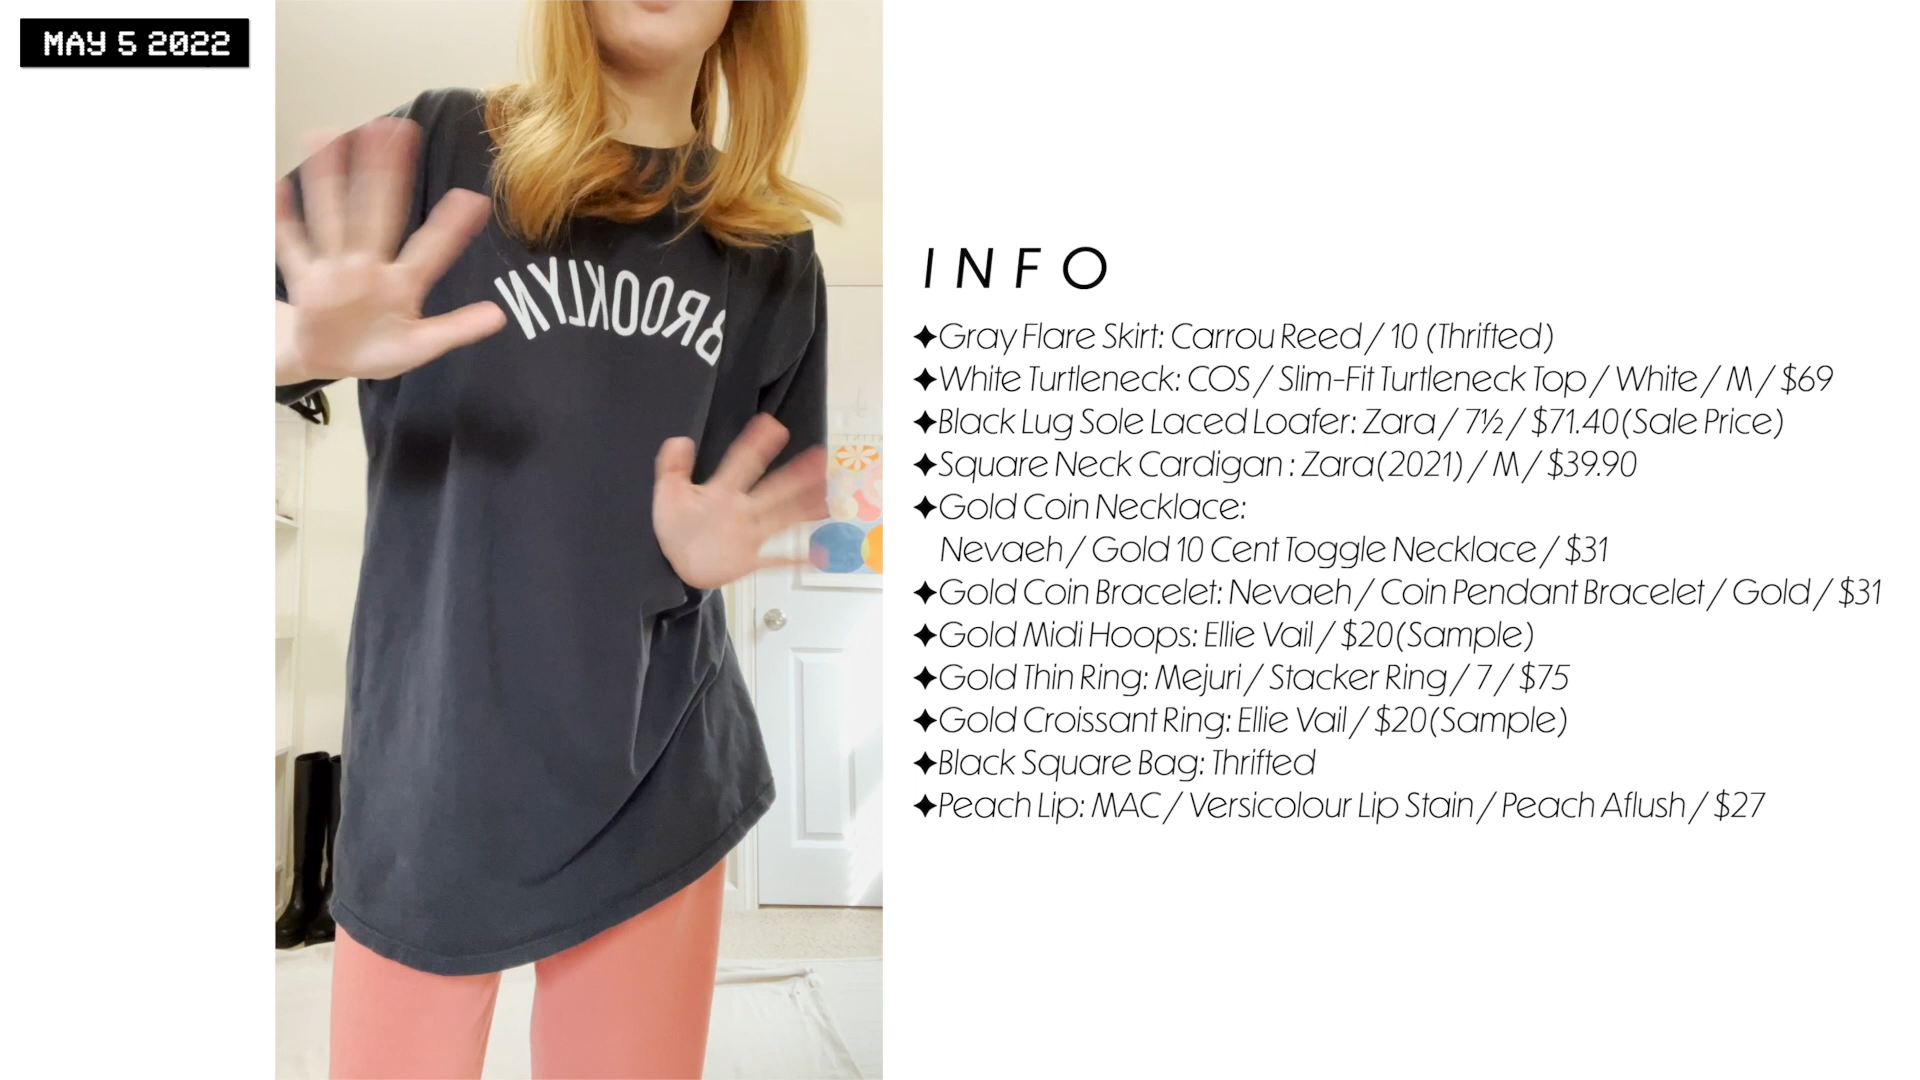 MAY 5 2022
BROOKLYN
INFO
✦Gray Flare Skirt: Carrou Reed / 10 (Thrifted)
✦White Turtleneck: COS / Slim-Fit Turtleneck Top / White / M / $69
✦Black Lug Sole Laced Loafer: Zara / 7½ / $71.40(Sale Price)
✦Square Neck Cardigan : Zara(2021) / M / $39.90
✦Gold Coin Necklace:
Nevaeh / Gold 10 Cent Toggle Necklace / $31
✦Gold Coin Bracelet: Nevaeh / Coin Pendant Bracelet / Gold / $31
✦Gold Midi Hoops: Ellie Vail / $20(Sample)
✦Gold Thin Ring: Mejuri / Stacker Ring / 7 / $75
✦Gold Croissant Ring: Ellie Vail / $20(Sample)
✦Black Square Bag: Thrifted
✦Peach Lip: MAC / Versicolour Lip Stain / Peach Aflush / $27